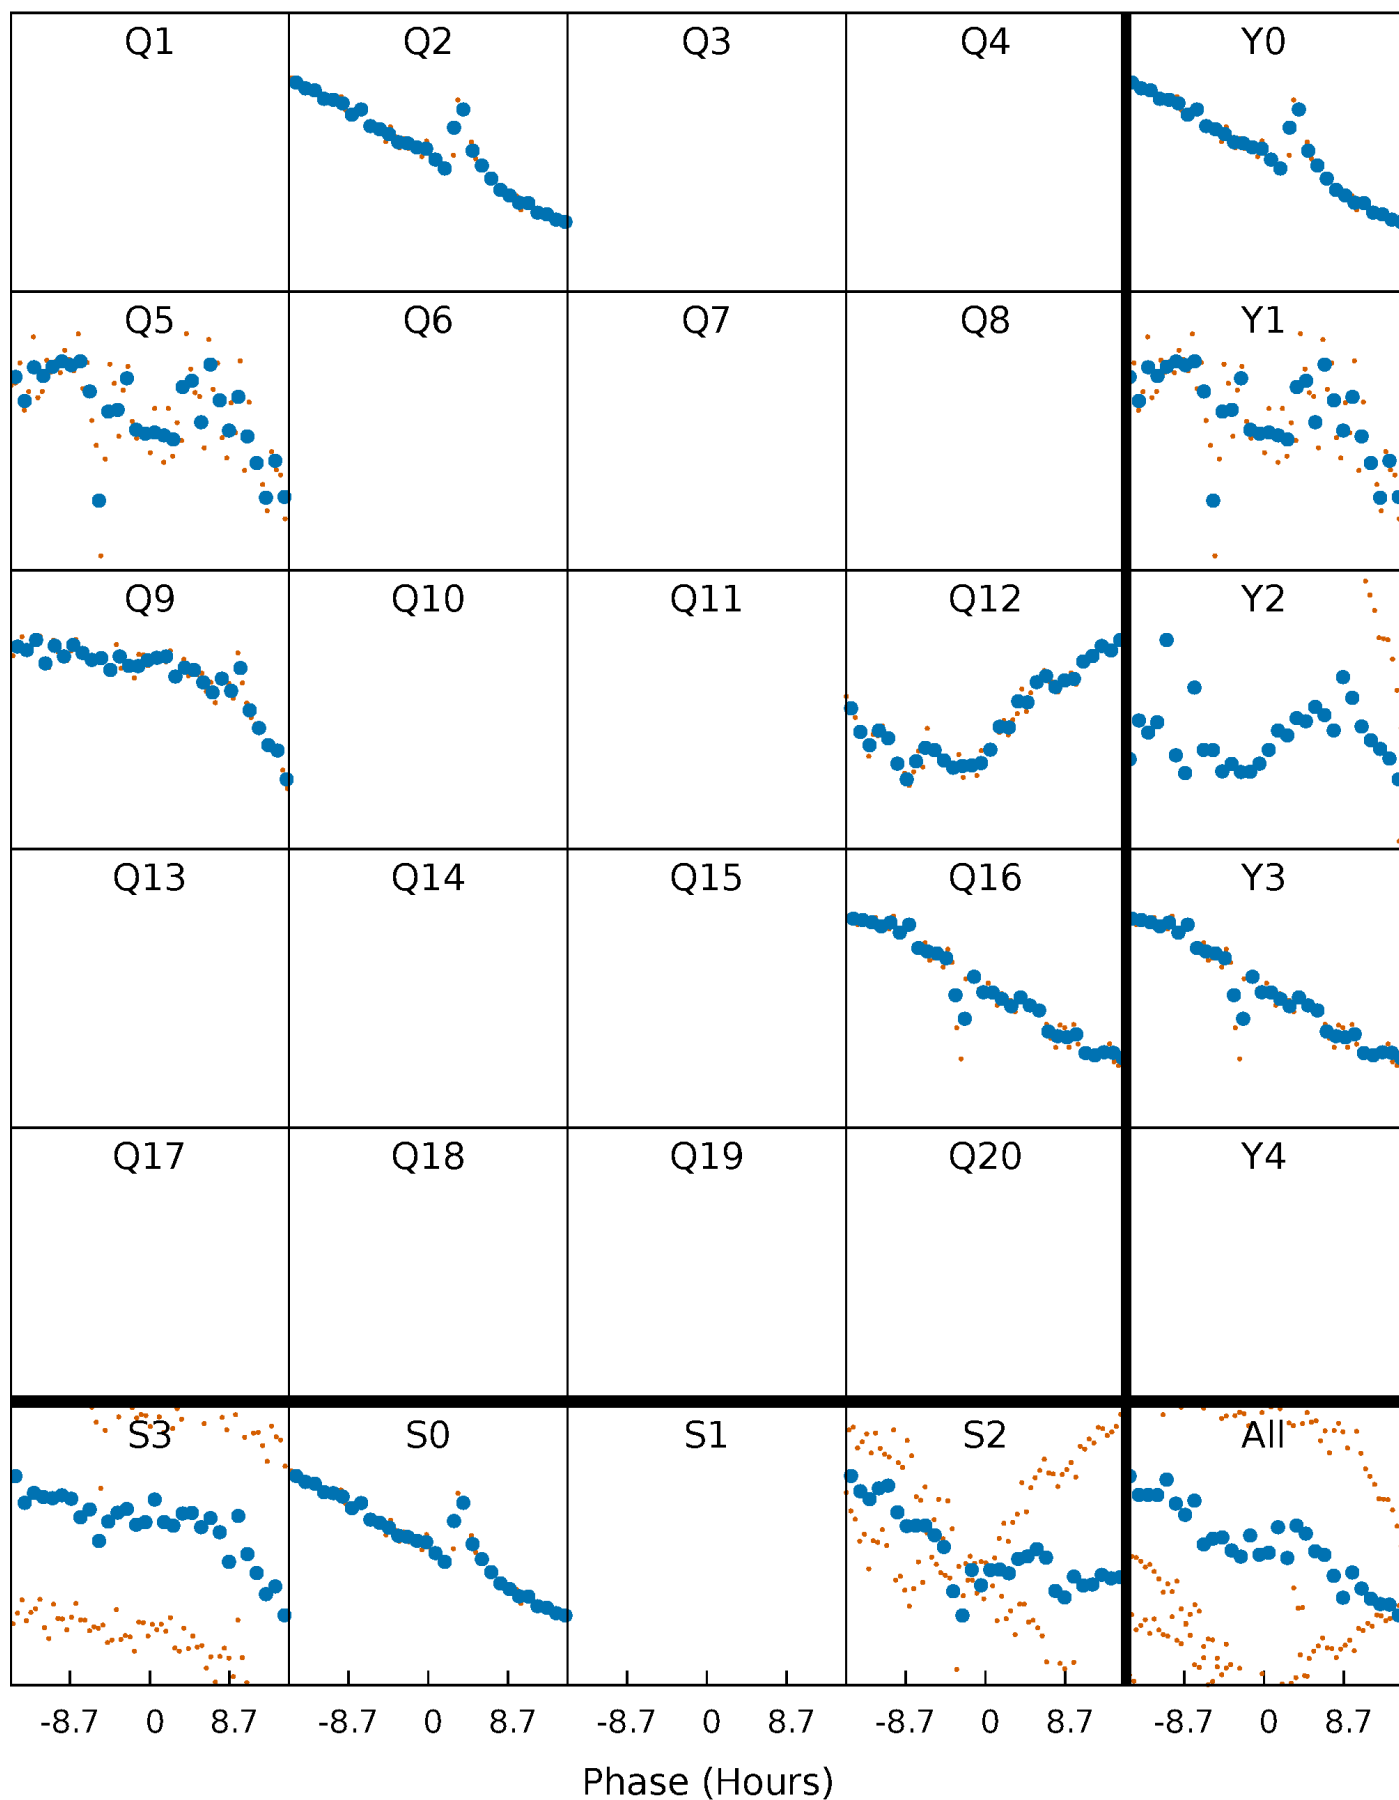 Q1 Q2 Q3 Q4 Y0
Q5 Q6 Q7 Q8 Y1
Q9 Q10 Q11 Q12 Y2
Q13 Q14 Q15 Q16 Y3
Q17 Q18 Q19 Q20 Y4
S3 S0 S1 S2 All
-8.7 0 8.7 -8.7 0 8.7 -8.7 0 8.7 -8.7 0 8.7 -8.7 0 8.7
Phase (Hours)